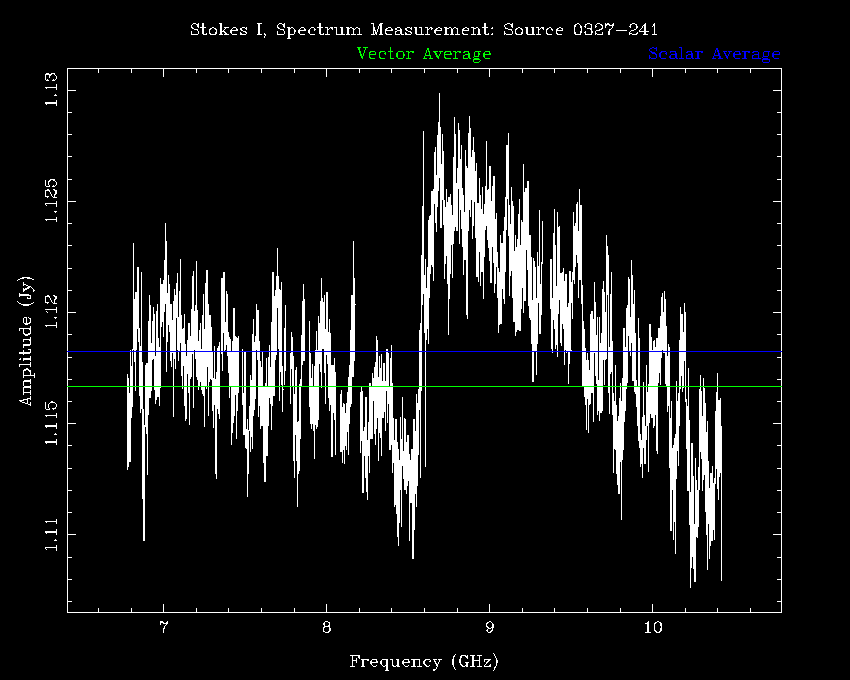 Stokes I, Spectrum Measurement: Source 0327-241
Vector Average
Scalar Average
1.13
1.125
1.12
1.115
1.11
Amplitude (Jy)
7
8
9
10
Frequency (GHz)